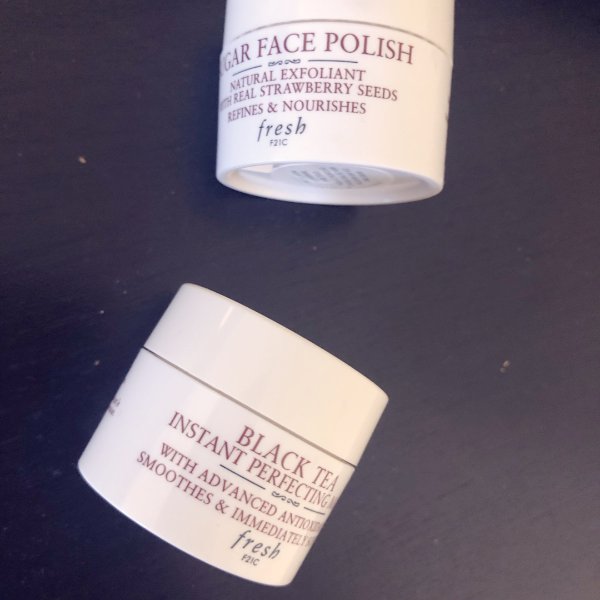 GAR FACE POLISH
NATURAL EXFOLIANT
WITH REAL STRAWBERRY SEEDS
REFINES & NOURISHES
fresh
F21C
BLACK TEA
INSTANT PERFECTING
WITH ADVANCED ANTIOXID
SMOOTHES & IMMEDIATELY
fresh
F21C